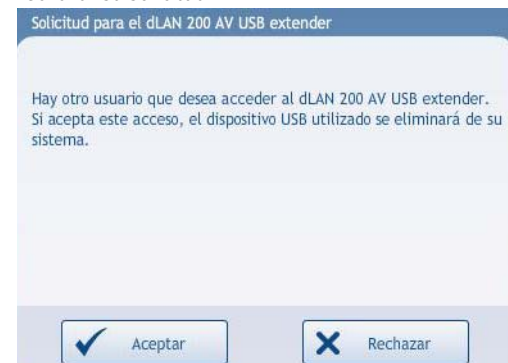 Solicitud para el dLAN 200 AV USB extender
Hay otro usuario que desea acceder al dLAN 200 AV USB extender.
Si acepta este acceso, el dispositivo USB utilizado se eliminará de su
sistema.
Aceptar
Rechazar